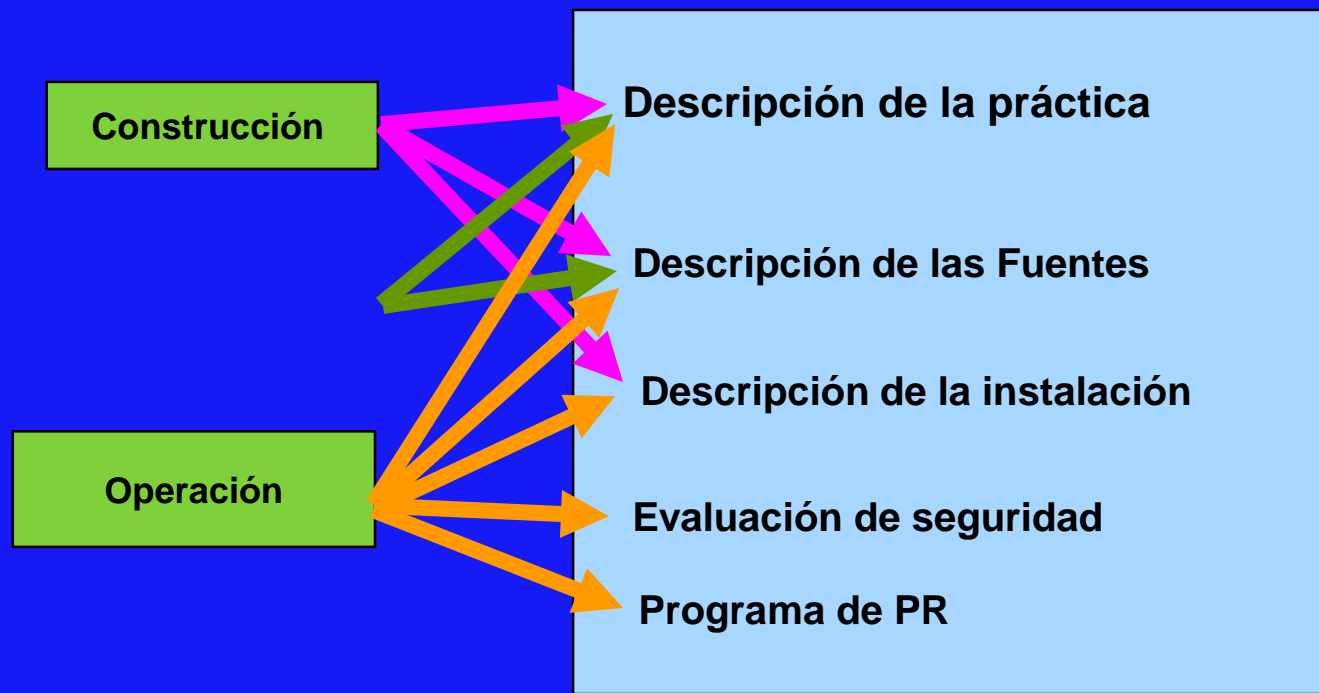 Construcción
Descripción de la práctica
Descripción de las Fuentes
Descripción de la instalación
Operación
Evaluación de seguridad
Programa de PR